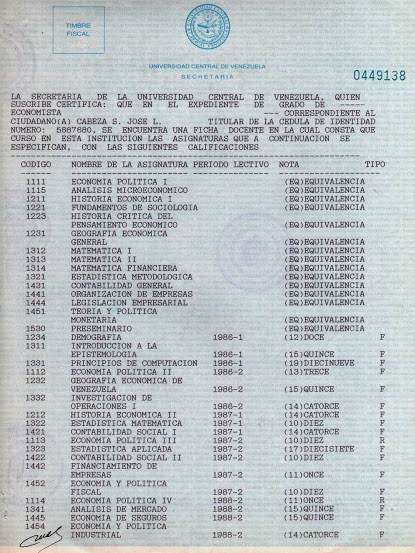 TIMBRE
FISCAL
UNIVERSIDAD CENTRAL DE VENEZUELA
SECRETARIA
0449138
LA SECRETARIA DE LA UNIVERSIDAD CENTRAL DE VENEZUELA, QUIEN
SUSCRIBE CERTIFICA: QUE EN EL EXPEDIENTE DE GRADO DE -----
ECONOMISTA --- CORRESPONDIENTE AL
CIUDADANO(A) CABEZA S. JOSE L. TITULAR DE LA CEDULA DE IDENTIDAD
NUMERO: 5887680, SE ENCUENTRA UNA FICHA DOCENTE EN LA CUAL CONSTA QUE
CURSO EN ESTA INSTITUCION LAS ASIGNATURAS QUE A CONTINUACION SE
ESPECIFICAN, CON LAS SIGUIENTES CALIFICACIONES
CODIGO NOMBRE DE LA ASIGNATURA PERIODO LECTIVO NOTA TIPO
1111 ECONOMIA POLITICA I (EQ)EQUIVALENCIA
1115 ANALISIS MICROECONOMICO (EQ)EQUIVALENCIA
1211 HISTORIA ECONOMICA I (EQ)EQUIVALENCIA
1221 FUNDAMENTOS DE SOCIOLOGIA (EQ)EQUIVALENCIA
1223 HISTORIA CRITICA DEL
PENSAMIENTO ECONOMICO (EQ)EQUIVALENCIA
1231 GEOGRAFIA ECONOMICA
GENERAL (EQ)EQUIVALENCIA
1312 MATEMATICA I (EQ)EQUIVALENCIA
1313 MATEMATICA II (EQ)EQUIVALENCIA
1314 MATEMATICA FINANCIERA (EQ)EQUIVALENCIA
1321 ESTADISTICA METODOLOGICA (EQ)EQUIVALENCIA
1431 CONTABILIDAD GENERAL (EQ)EQUIVALENCIA
1441 ORGANIZACION DE EMPRESAS (EQ)EQUIVALENCIA
1444 LEGISLACION EMPRESARIAL (EQ)EQUIVALENCIA
1451 TEORIA Y POLITICA
MONETARIA (EQ)EQUIVALENCIA
1530 PRESEMINARIO (EQ)EQUIVALENCIA
1234 DEMOGRAFIA 1986-1 (12)DOCE F
1311 INTRODUCCION A LA
EPISTEMOLOGIA 1986-1 (15)QUINCE F
1331 PRINCIPIOS DE COMPUTACION 1986-1 (19)DIECINUEVE F
1112 ECONOMIA POLITICA II 1986-2 (13)TRECE F
1232 GEOGRAFIA ECONOMICA DE
VENEZUELA 1986-2 (15)QUINCE F
1332 INVESTIGACION DE
OPERACIONES I 1986-2 (14)CATORCE F
1212 HISTORIA ECONOMICA II 1987-1 (14)CATORCE F
1322 ESTADISTICA MATEMATICA 1987-1 (10)DIEZ F
1421 CONTABILIDAD SOCIAL I 1987-1 (14)CATORCE F
1113 ECONOMIA POLITICA III 1987-2 (10)DIEZ R
1323 ESTADISTICA APLICADA 1987-2 (17)DIECISIETE F
1422 CONTABILIDAD SOCIAL II 1987-2 (10)DIEZ F
1442 FINANCIAMIENTO DE
EMPRESAS 1987-2 (11)ONCE F
1452 ECONOMIA Y POLITICA
FISCAL 1987-2 (10)DIEZ F
1114 ECONOMIA POLITICA IV 1988-2 (11)ONCE R
1341 ANALISIS DE MERCADO 1988-2 (15)QUINCE F
1445 ECONOMIA DE SEGUROS 1988-2 (15)QUINCE F
1454 ECONOMIA Y POLITICA
INDUSTRIAL 1988-2 (14)CATORCE F